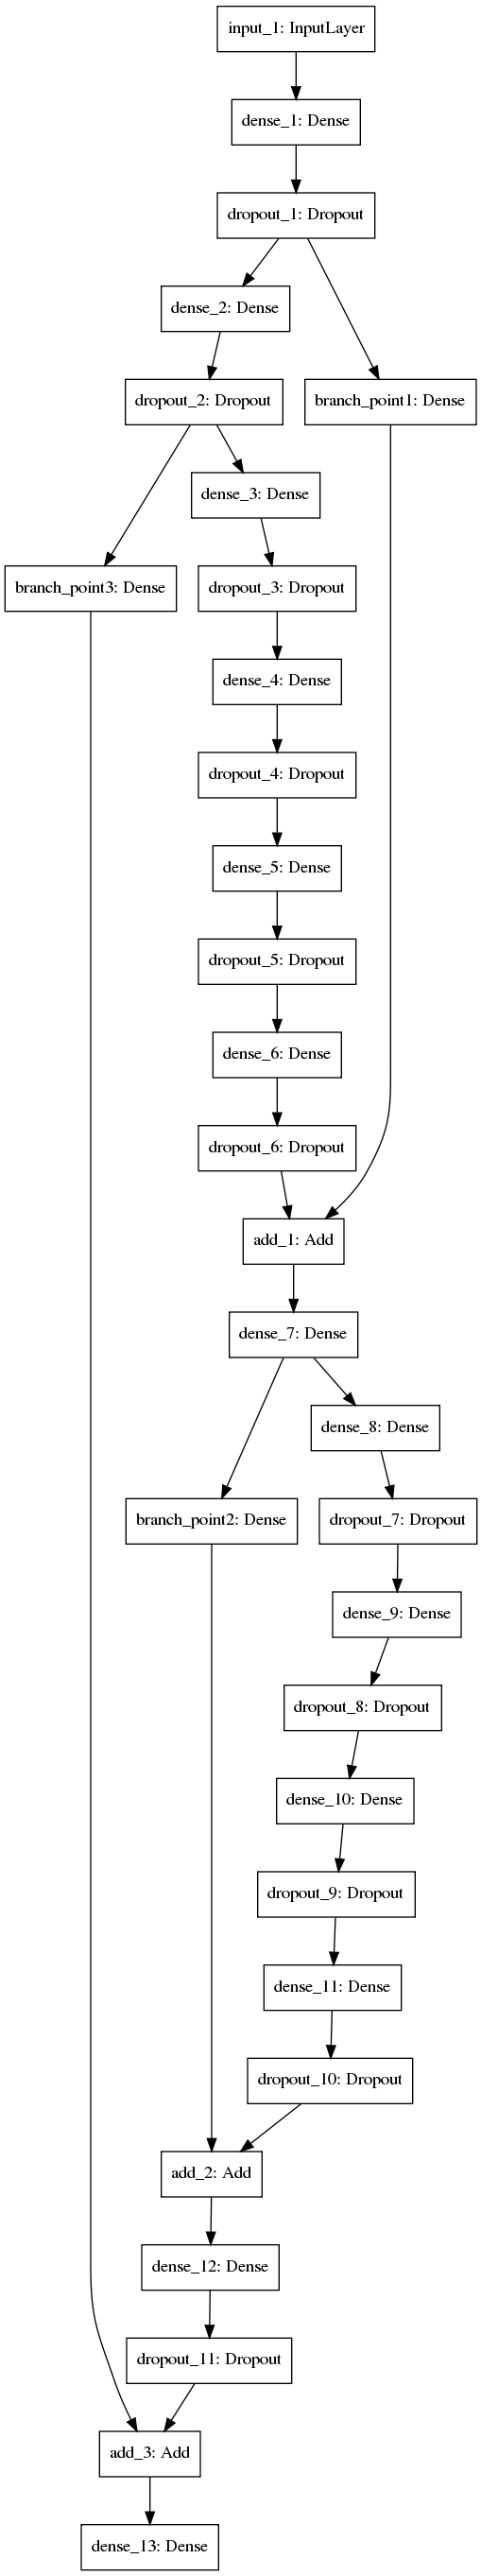 input_1: InputLayer
dense_1: Dense
dropout_1: Dropout
dense_2: Dense
dropout_2: Dropout
branch_point1: Dense
dense_3: Dense
branch_point3: Dense
dropout_3: Dropout
dense_4: Dense
dropout_4: Dropout
dense_5: Dense
dropout_5: Dropout
dense_6: Dense
dropout_6: Dropout
add_1: Add
dense_7: Dense
dense_8: Dense
branch_point2: Dense
dropout_7: Dropout
dense_9: Dense
dropout_8: Dropout
dense_10: Dense
dropout_9: Dropout
dense_11: Dense
dropout_10: Dropout
add_2: Add
dense_12: Dense
dropout_11: Dropout
add_3: Add
dense_13: Dense